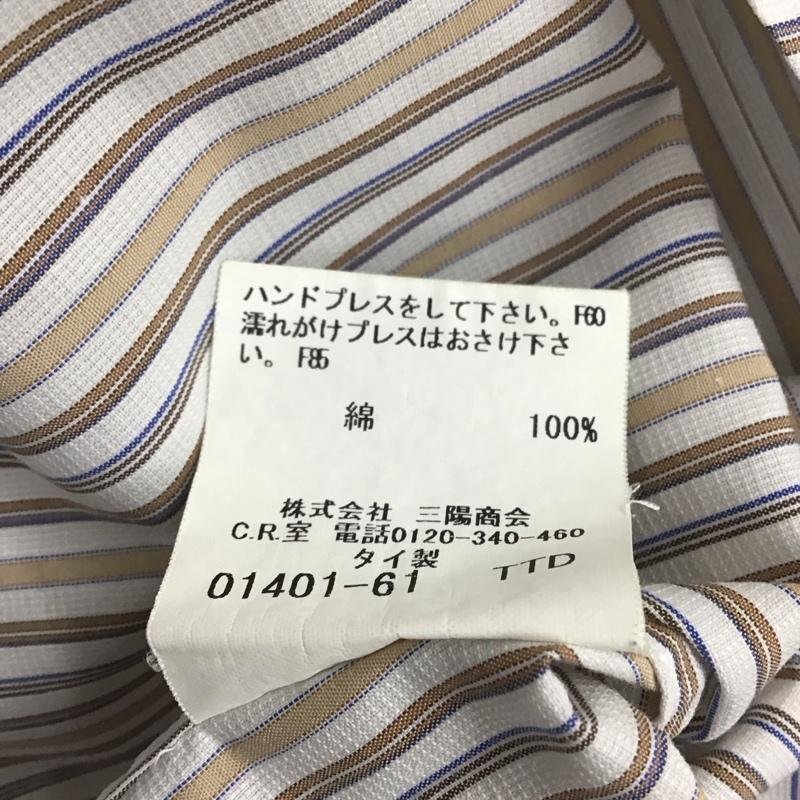 ハンドプレスをして下さい。F60
濡れがけプレスはおさけ下さ
い。 F85
綿 100%
株式会社 三陽商会
C.R.室 電話0120-340-460
タイ製
01401-61 TTD